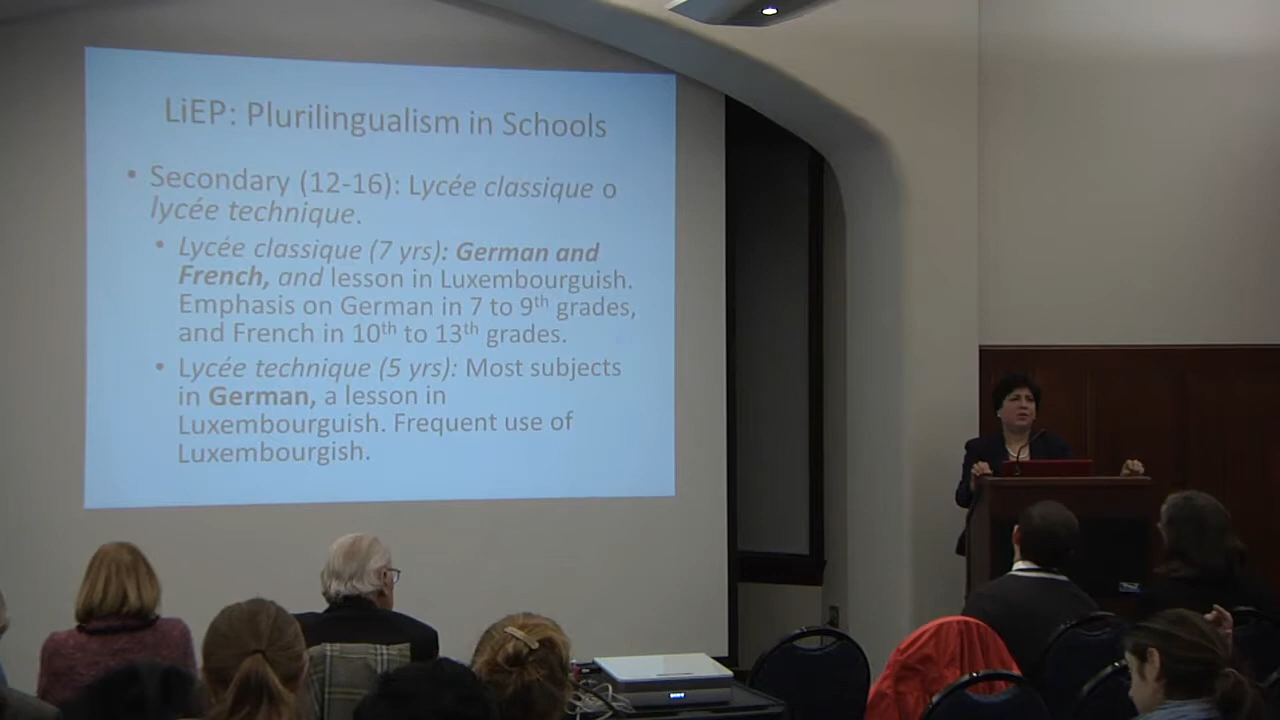 LiEP: Plurilingualism in Schools
• Secondary (12-16): Lycée classique o
lycée technique.
• Lycée classique (7 yrs): German and
French, and lesson in Luxembourguish.
Emphasis on German in 7 to 9th grades,
and French in 10th to 13th grades.
• Lycée technique (5 yrs): Most subjects
in German, a lesson in
Luxembourguish. Frequent use of
Luxembourgish.
SONY